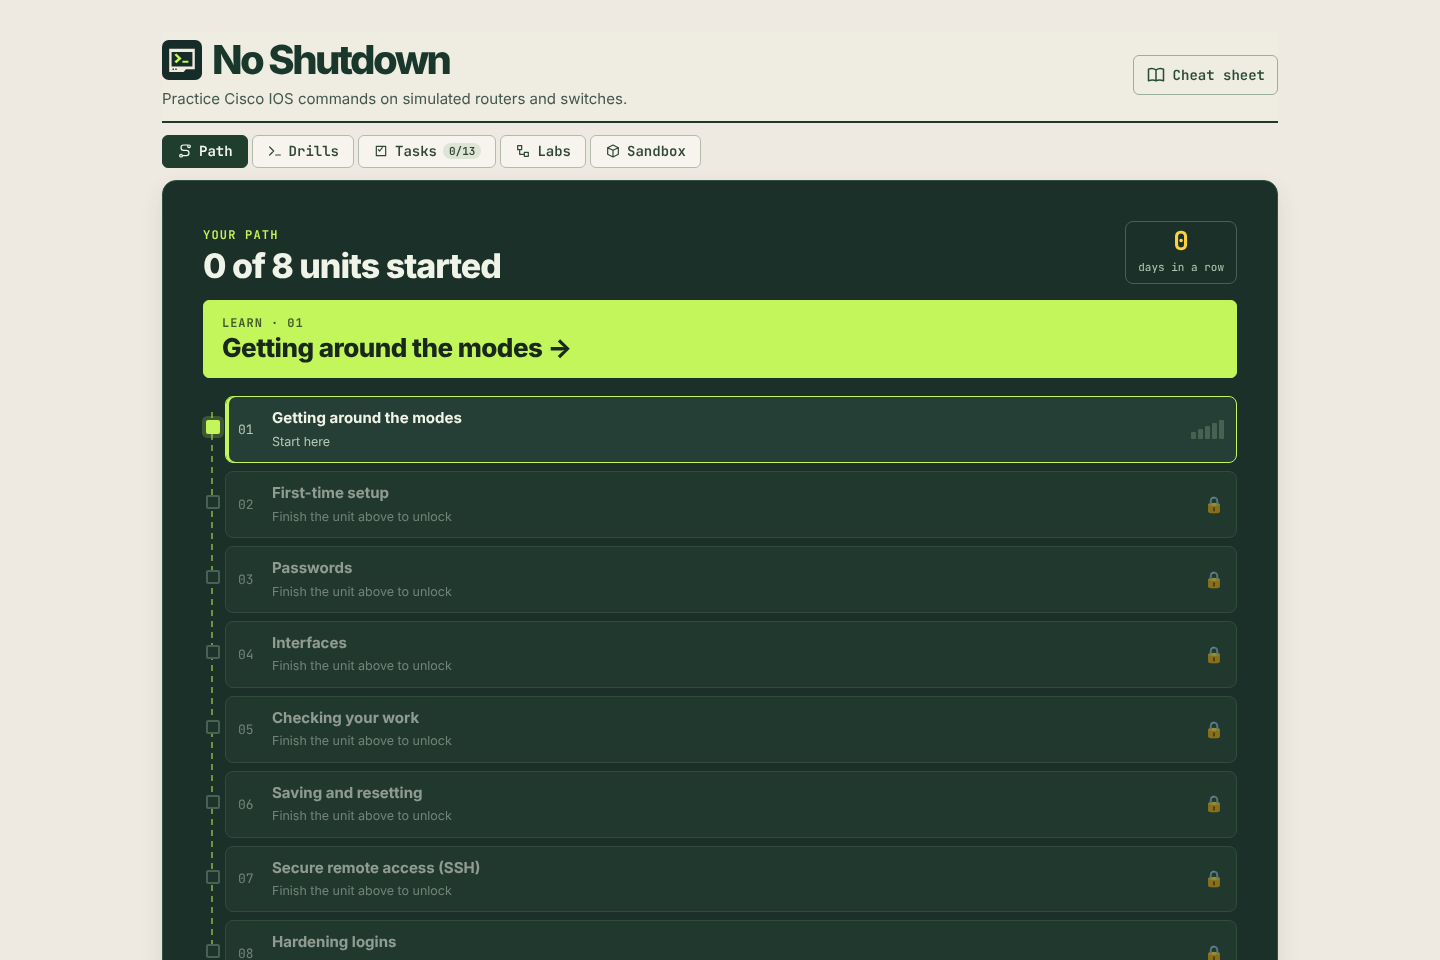 No Shutdown
Practice Cisco IOS commands on simulated routers and switches.
Cheat sheet
Path
Drills
Tasks 0/13
Labs
Sandbox
YOUR PATH
0 of 8 units started
0
days in a row
LEARN · 01
Getting around the modes →
01
Getting around the modes
Start here
02
First-time setup
Finish the unit above to unlock
03
Passwords
Finish the unit above to unlock
04
Interfaces
Finish the unit above to unlock
05
Checking your work
Finish the unit above to unlock
06
Saving and resetting
Finish the unit above to unlock
07
Secure remote access (SSH)
Finish the unit above to unlock
08
Hardening logins